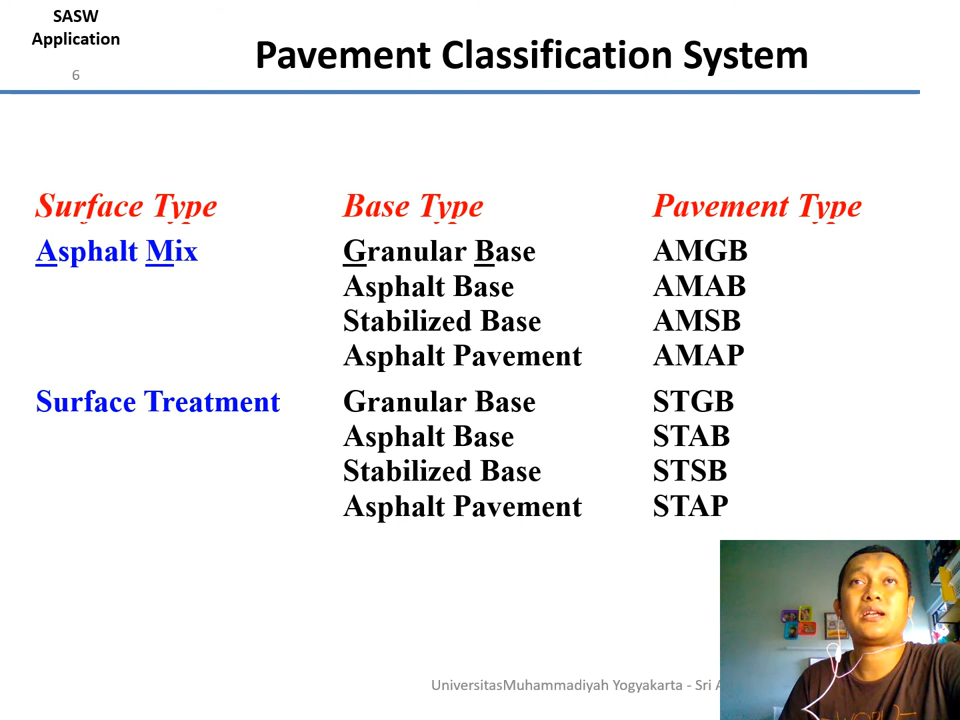 SASW
Application
6
Pavement Classification System
Surface Type Base Type Pavement Type
Asphalt Mix Granular Base AMGB
Asphalt Base AMAB
Stabilized Base AMSB
Asphalt Pavement AMAP
Surface Treatment Granular Base STGB
Asphalt Base STAB
Stabilized Base STSB
Asphalt Pavement STAP
UniversitasMuhammadiyah Yogyakarta - Sri